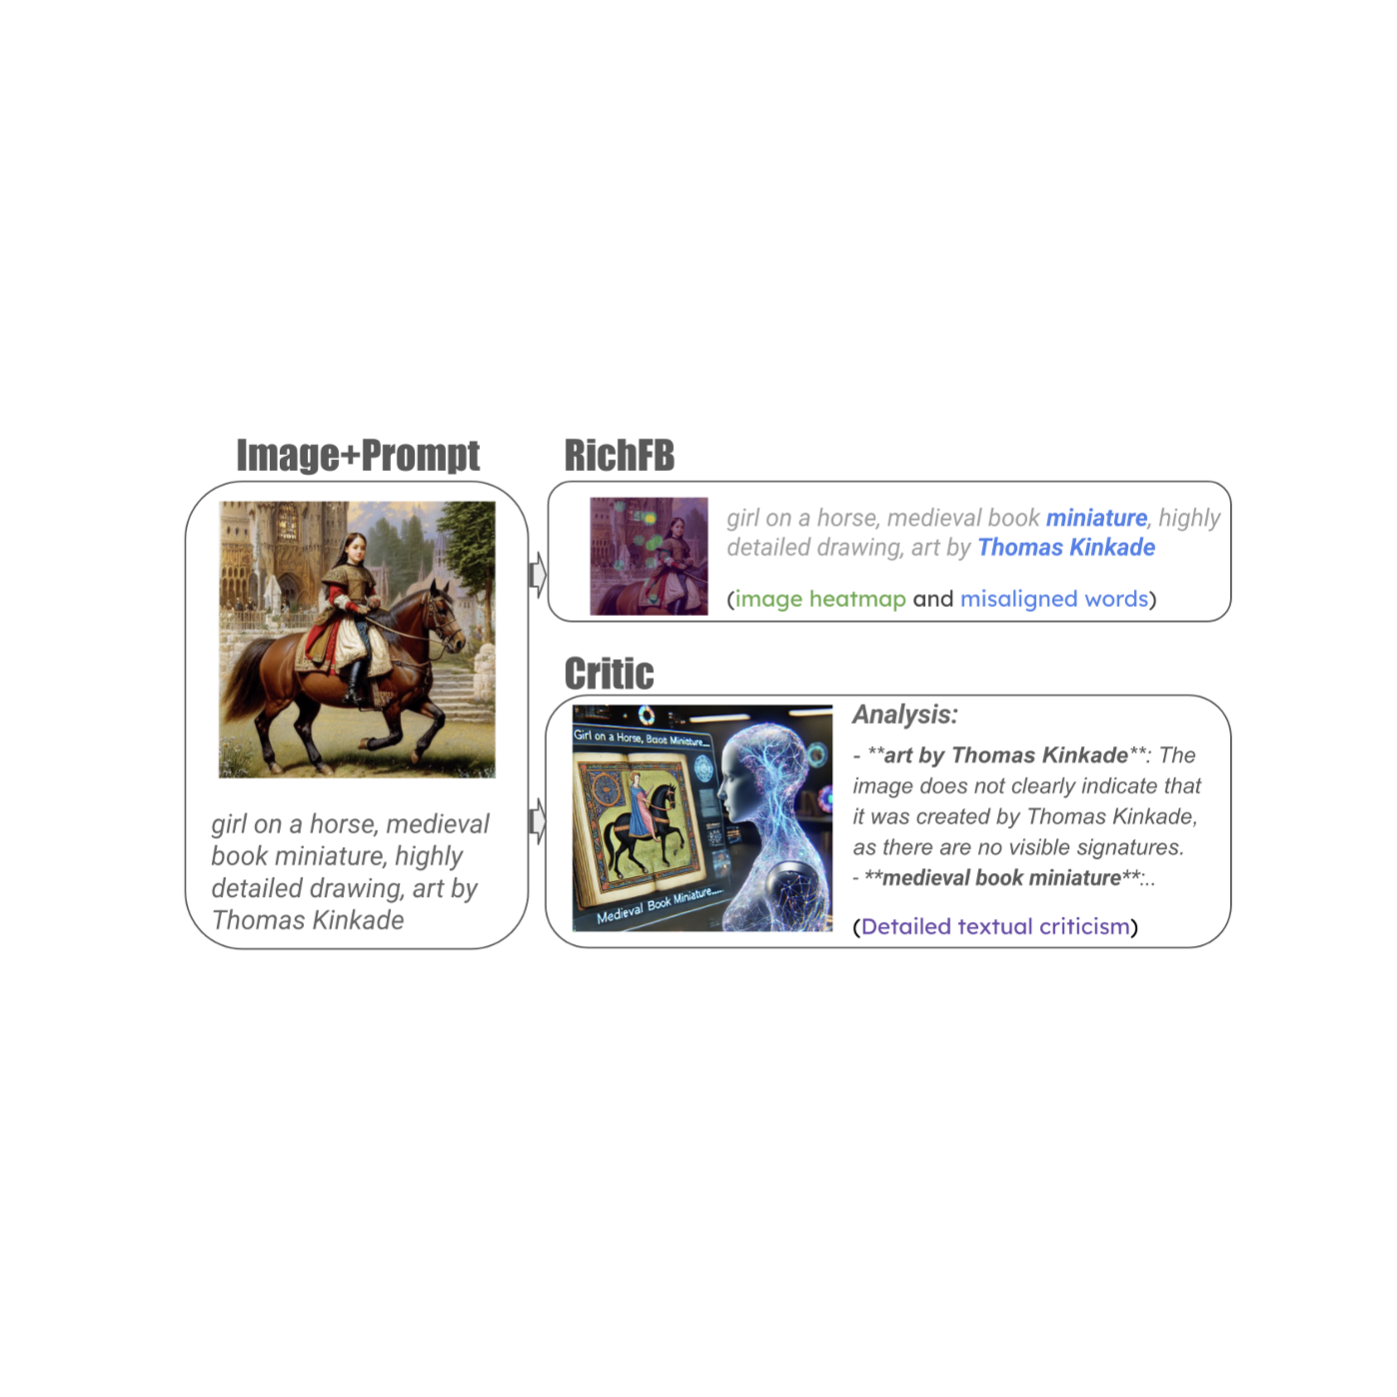 Image+Prompt
girl on a horse, medieval
book miniature, highly
detailed drawing, art by
Thomas Kinkade
RichFB
girl on a horse, medieval book miniature, highly
detailed drawing, art by Thomas Kinkade
(image heatmap and misaligned words)
Critic
Girl on a Horse, Book Miniture...
Medieval Book Miniature.....
Analysis:
- **art by Thomas Kinkade**: The
image does not clearly indicate that
it was created by Thomas Kinkade,
as there are no visible signatures.
- **medieval book miniature**:..
(Detailed textual criticism)